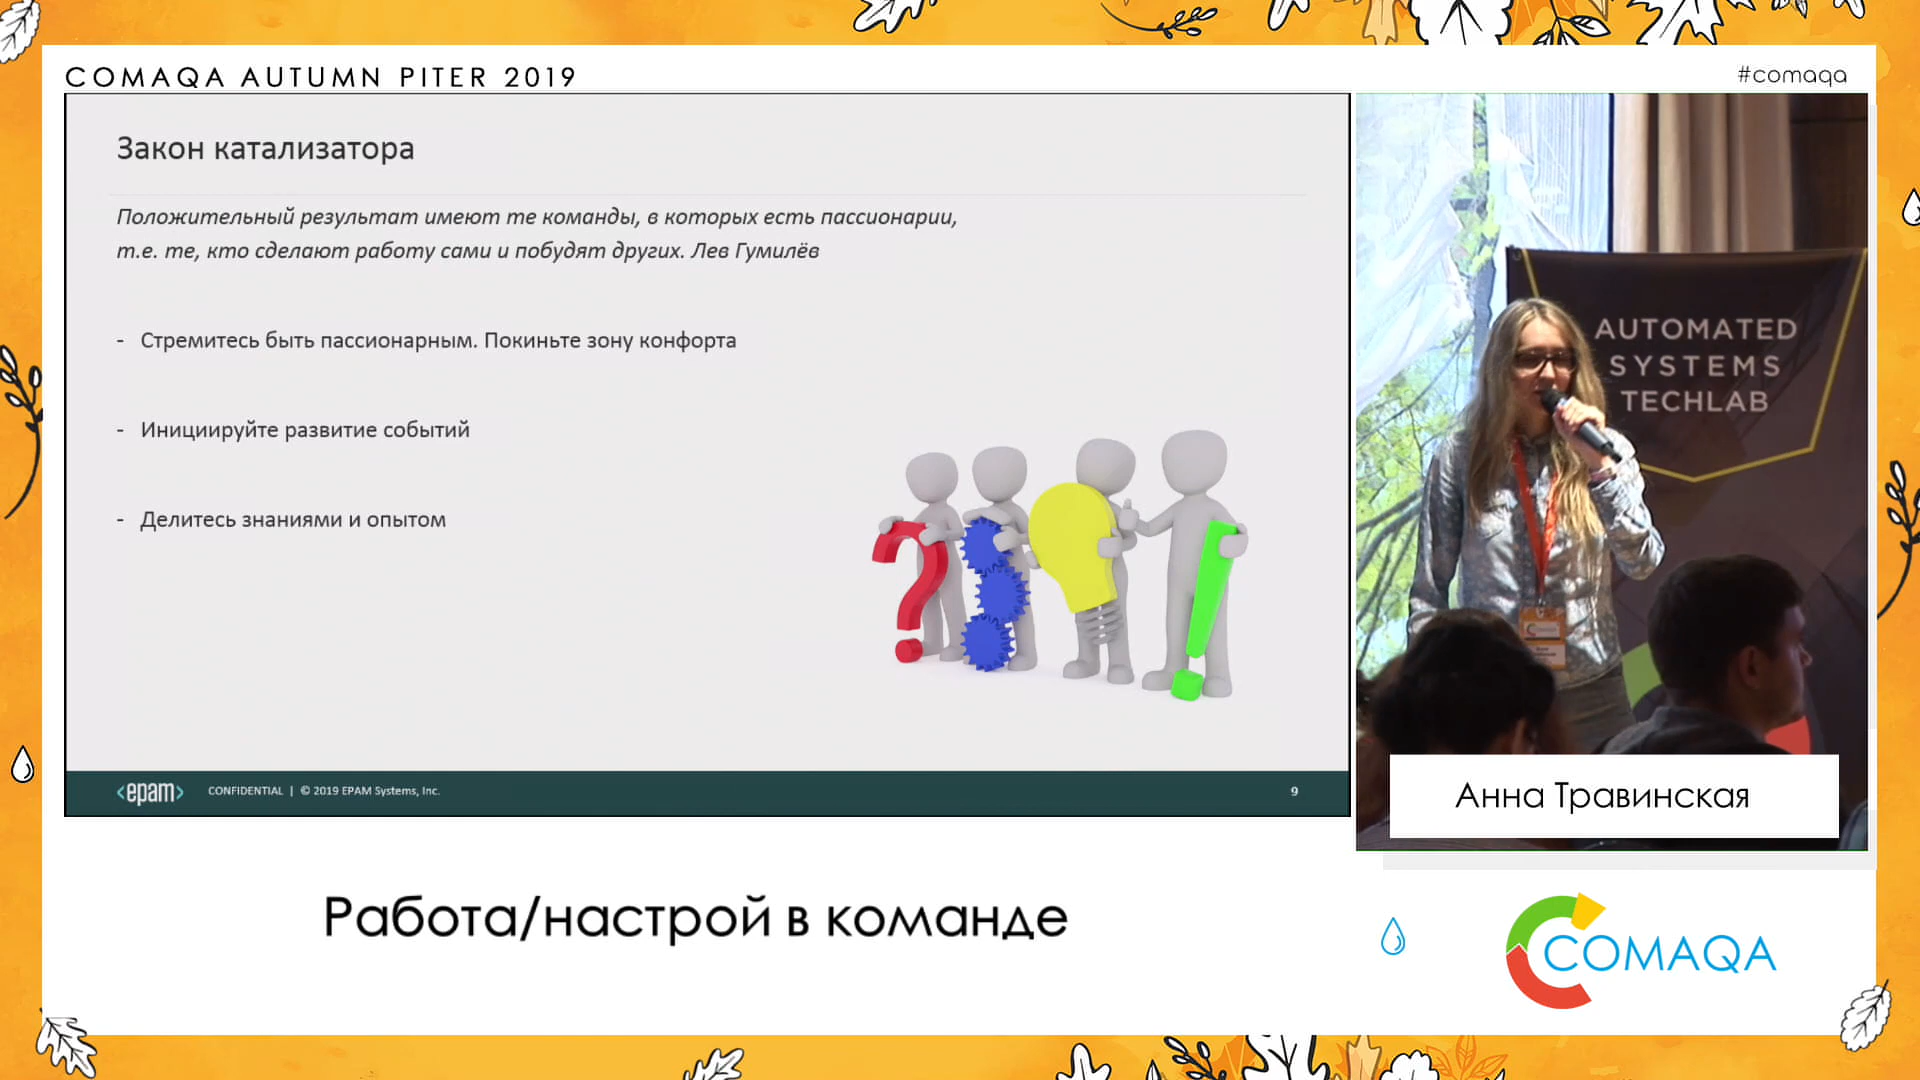 COMAQA AUTUMN PITER 2019
#comaqa
Закон катализатора
Положительный результат имеют те команды, в которых есть пассионарии,
т.е. те, кто сделают работу сами и побудят других. Лев Гумилёв
- Стремитесь быть пассионарным. Покиньте зону конфорта
- Инициируйте развитие событий
- Делитесь знаниями и опытом
<epam> CONFIDENTIAL | © 2019 EPAM Systems, Inc. 9
AUTOMATED
SYSTEMS
TECHLAB
Анна Травинская
Работа/настрой в команде
COMAQA